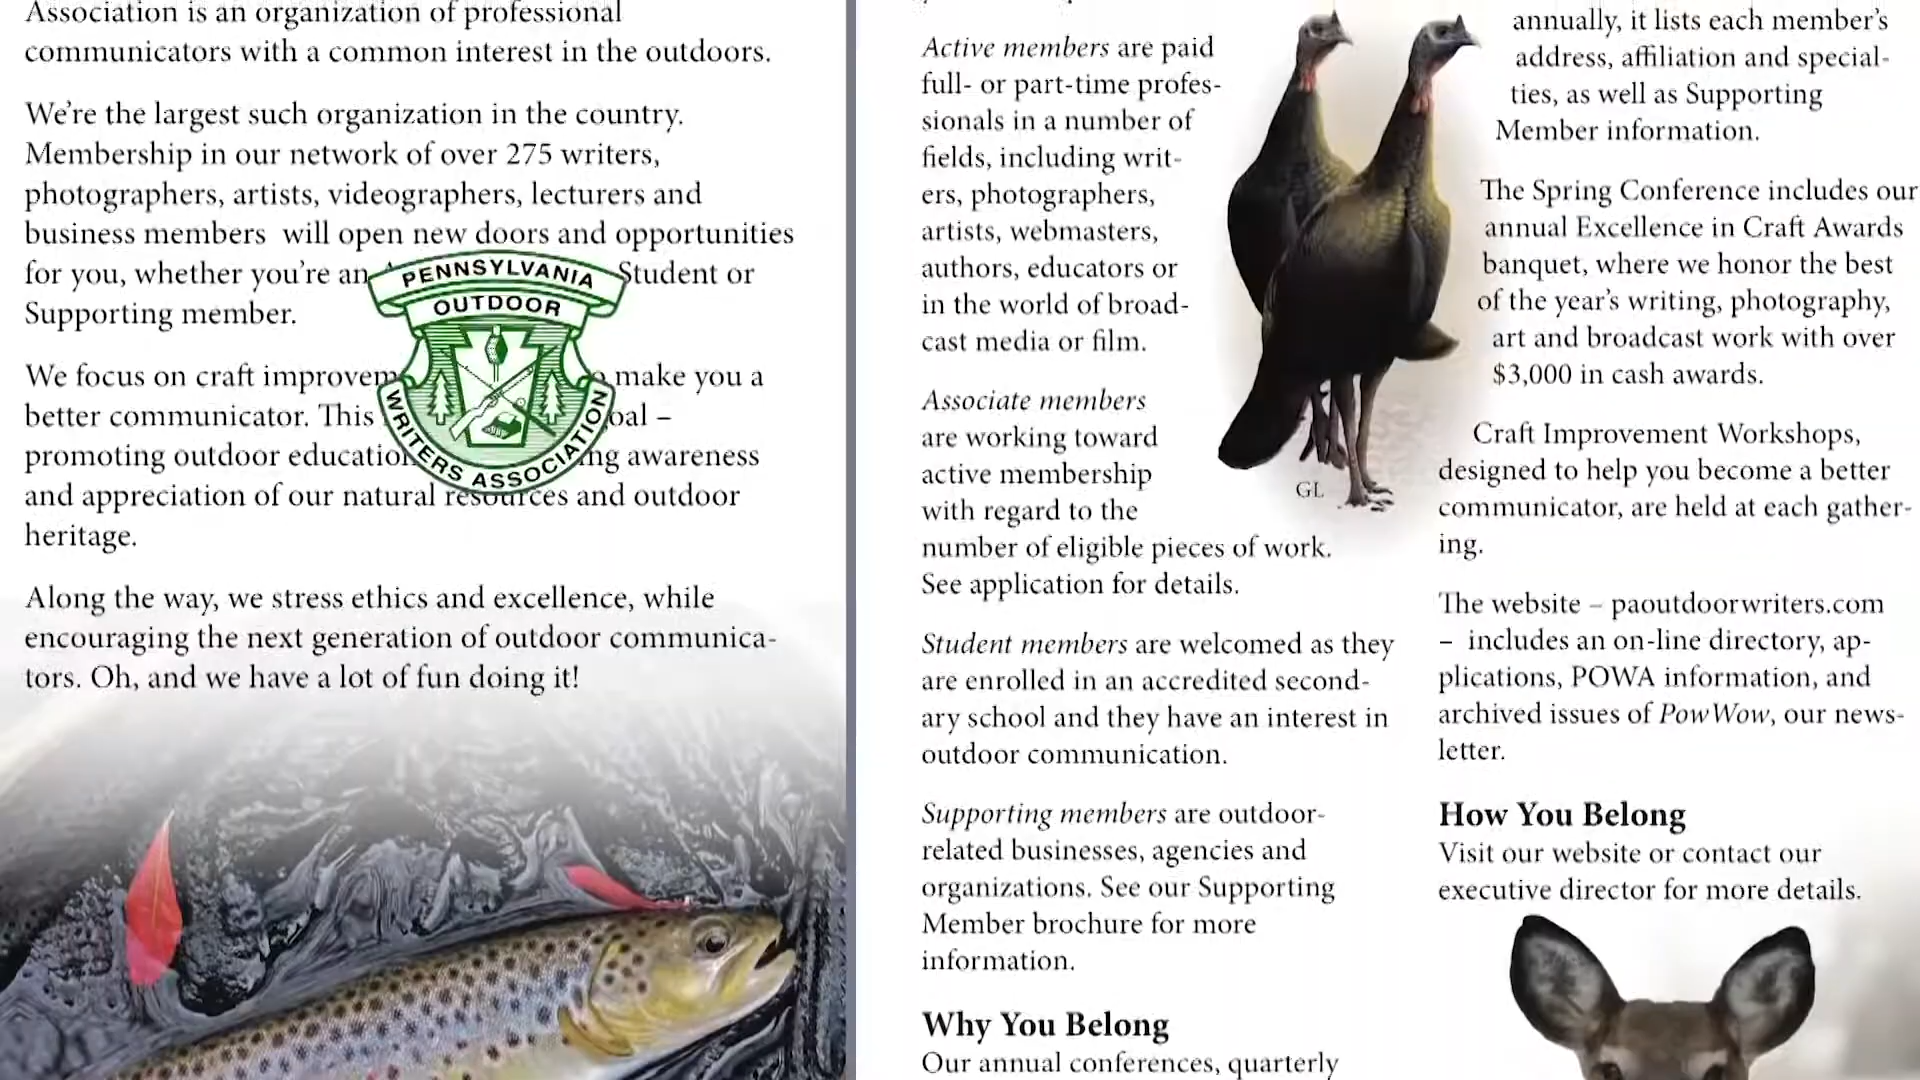 Association is an organization of professional
communicators with a common interest in the outdoors.
We're the largest such organization in the country.
Membership in our network of over 275 writers,
photographers, artists, videographers, lecturers and
business members will open new doors and opportunities
for you, whether you're an Student or
Supporting member.
We focus on craft make you a
better communicator. This
promoting outdoor awareness
and appreciation of our natural resources and outdoor
heritage.
Along the way, we stress ethics and excellence, while
encouraging the next generation of outdoor communica-
tors. Oh, and we have a lot of fun doing it!
PENNSYLVANIA
OUTDOOR
WRITERS ASSOCIATION
Active members are paid
full- or part-time profes-
sionals in a number of
fields, including writ-
ers, photographers,
artists, webmasters,
authors, educators or
in the world of broad-
cast media or film.
Associate members
are working toward
active membership
with regard to the
number of eligible pieces of work.
See application for details.
Student members are welcomed as they
are enrolled in an accredited second-
ary school and they have an interest in
outdoor communication.
Supporting members are outdoor-
related businesses, agencies and
organizations. See our Supporting
Member brochure for more
information.
Why You Belong
Our annual conferences, quarterly
GL
annually, it lists each member's
address, affiliation and special-
ties, as well as Supporting
Member information.
The Spring Conference includes our
annual Excellence in Craft Awards
banquet, where we honor the best
of the year's writing, photography,
art and broadcast work with over
$3,000 in cash awards.
Craft Improvement Workshops,
designed to help you become a better
communicator, are held at each gather-
ing.
The website – paoutdoorwriters.com
– includes an on-line directory, ap-
plications, POWA information, and
archived issues of PowWow, our news-
letter.
How You Belong
Visit our website or contact our
executive director for more details.